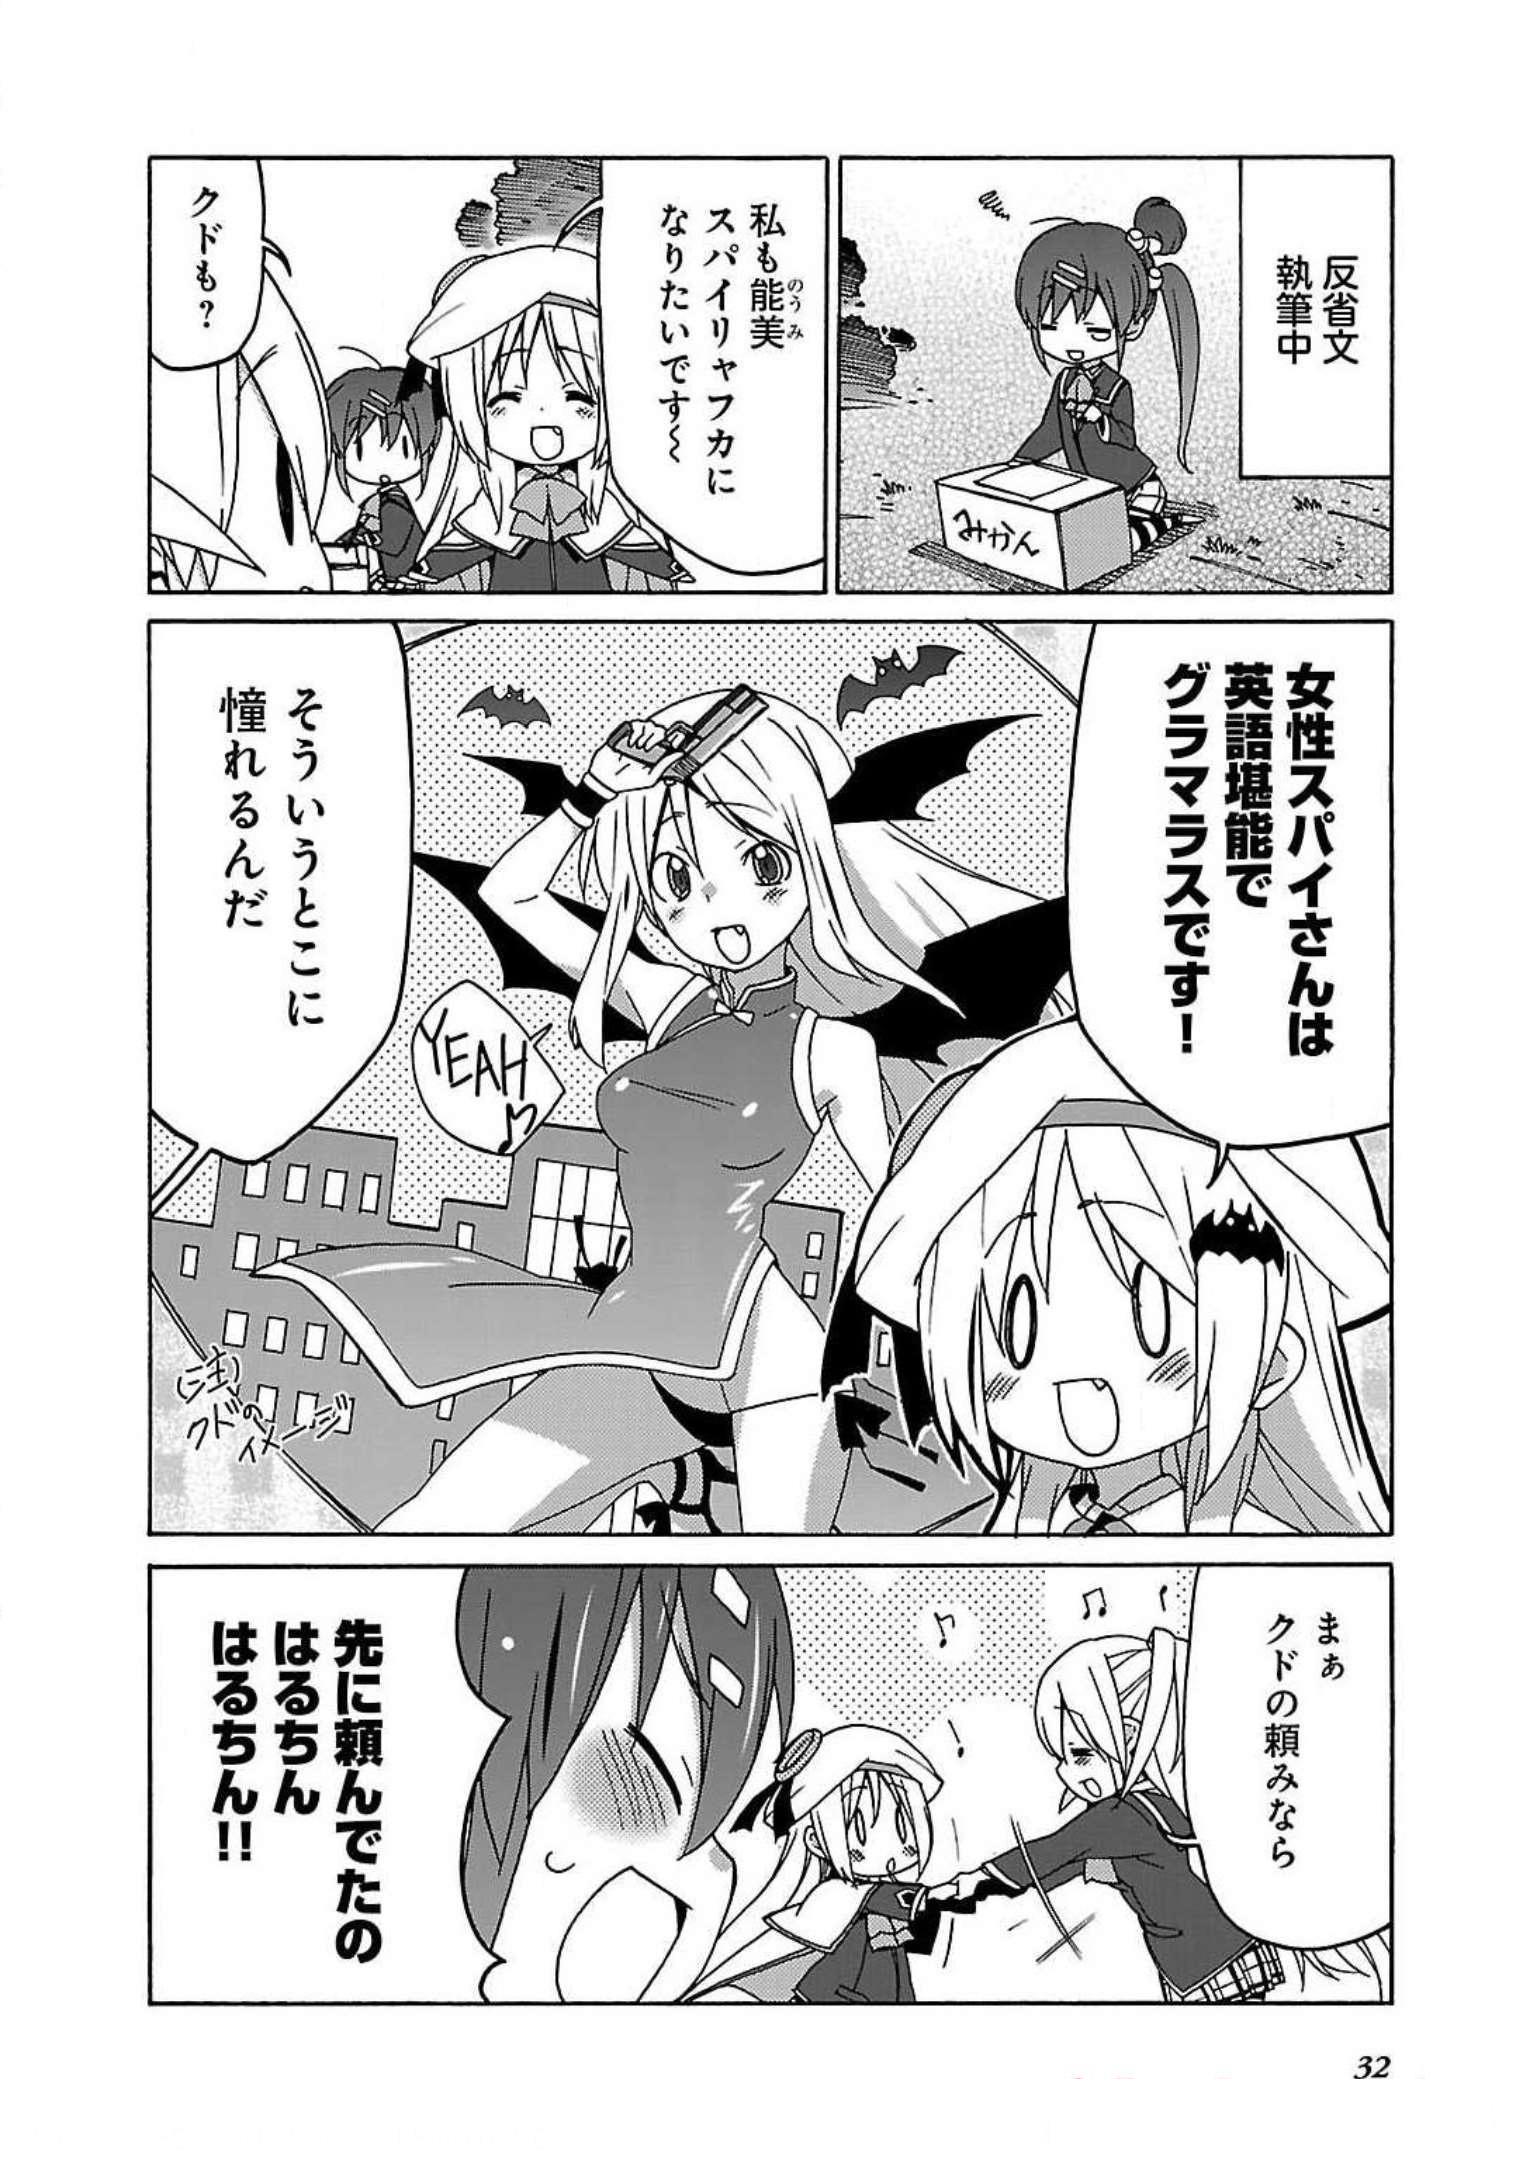 反省文
執筆中
みかん
私も能美
のうみ
スパイリャフカに
なりたいです～
クドも？
女性スパイさんは
英語堪能で
グラマラスです！
YEAH♪
そういうとこに
憧れるんだ
(注)
クドの
イメージ
まぁ
クドの頼みなら
先に頼んでたの
はるちん
はるちん！！
32